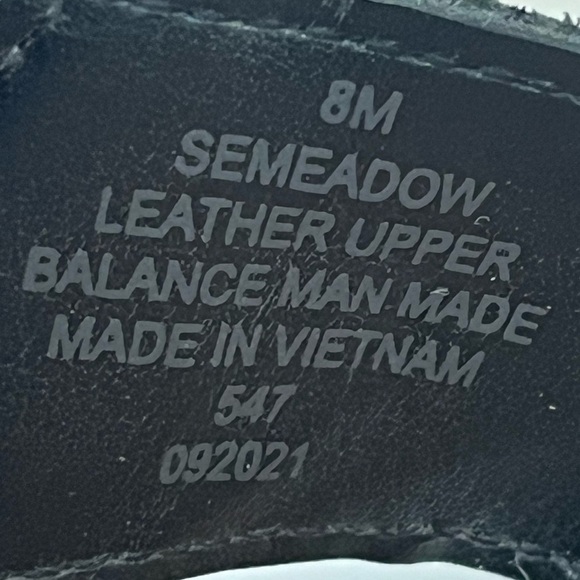 8M
SEMEADOW
LEATHER UPPER
BALANCE MAN MADE
MADE IN VIETNAM
547
092021